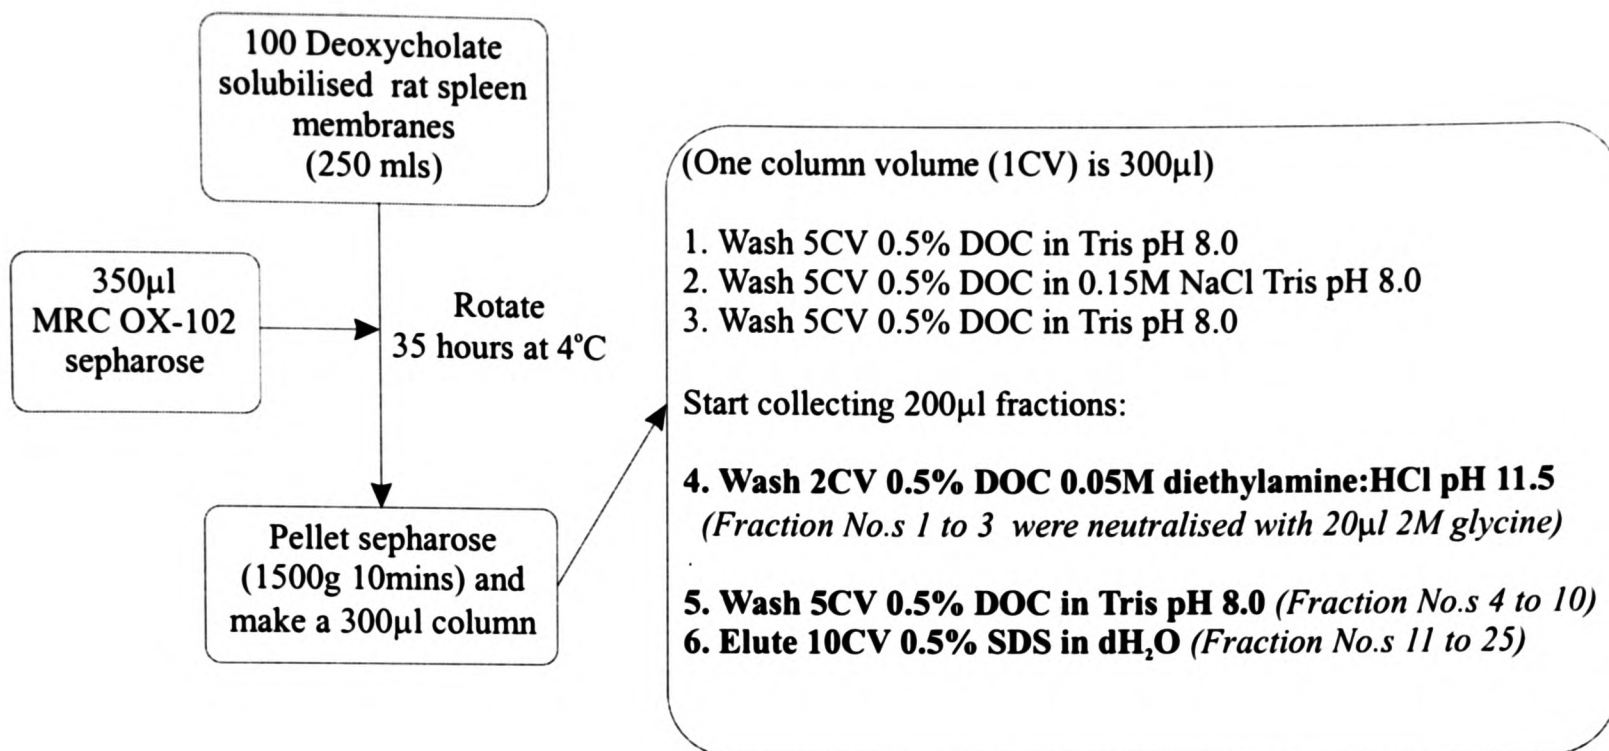 100 Deoxycholate
solubilised rat spleen
membranes
(250 mls)
350µl
MRC OX-102
sepharose
Rotate
35 hours at 4°C
Pellet sepharose
(1500g 10mins) and
make a 300µl column
(One column volume (1CV) is 300µl)
1. Wash 5CV 0.5% DOC in Tris pH 8.0
2. Wash 5CV 0.5% DOC in 0.15M NaCl Tris pH 8.0
3. Wash 5CV 0.5% DOC in Tris pH 8.0
Start collecting 200µl fractions:
4. Wash 2CV 0.5% DOC 0.05M diethylamine:HCl pH 11.5
(Fraction No.s 1 to 3 were neutralised with 20µl 2M glycine)
5. Wash 5CV 0.5% DOC in Tris pH 8.0 (Fraction No.s 4 to 10)
6. Elute 10CV 0.5% SDS in dH₂O (Fraction No.s 11 to 25)